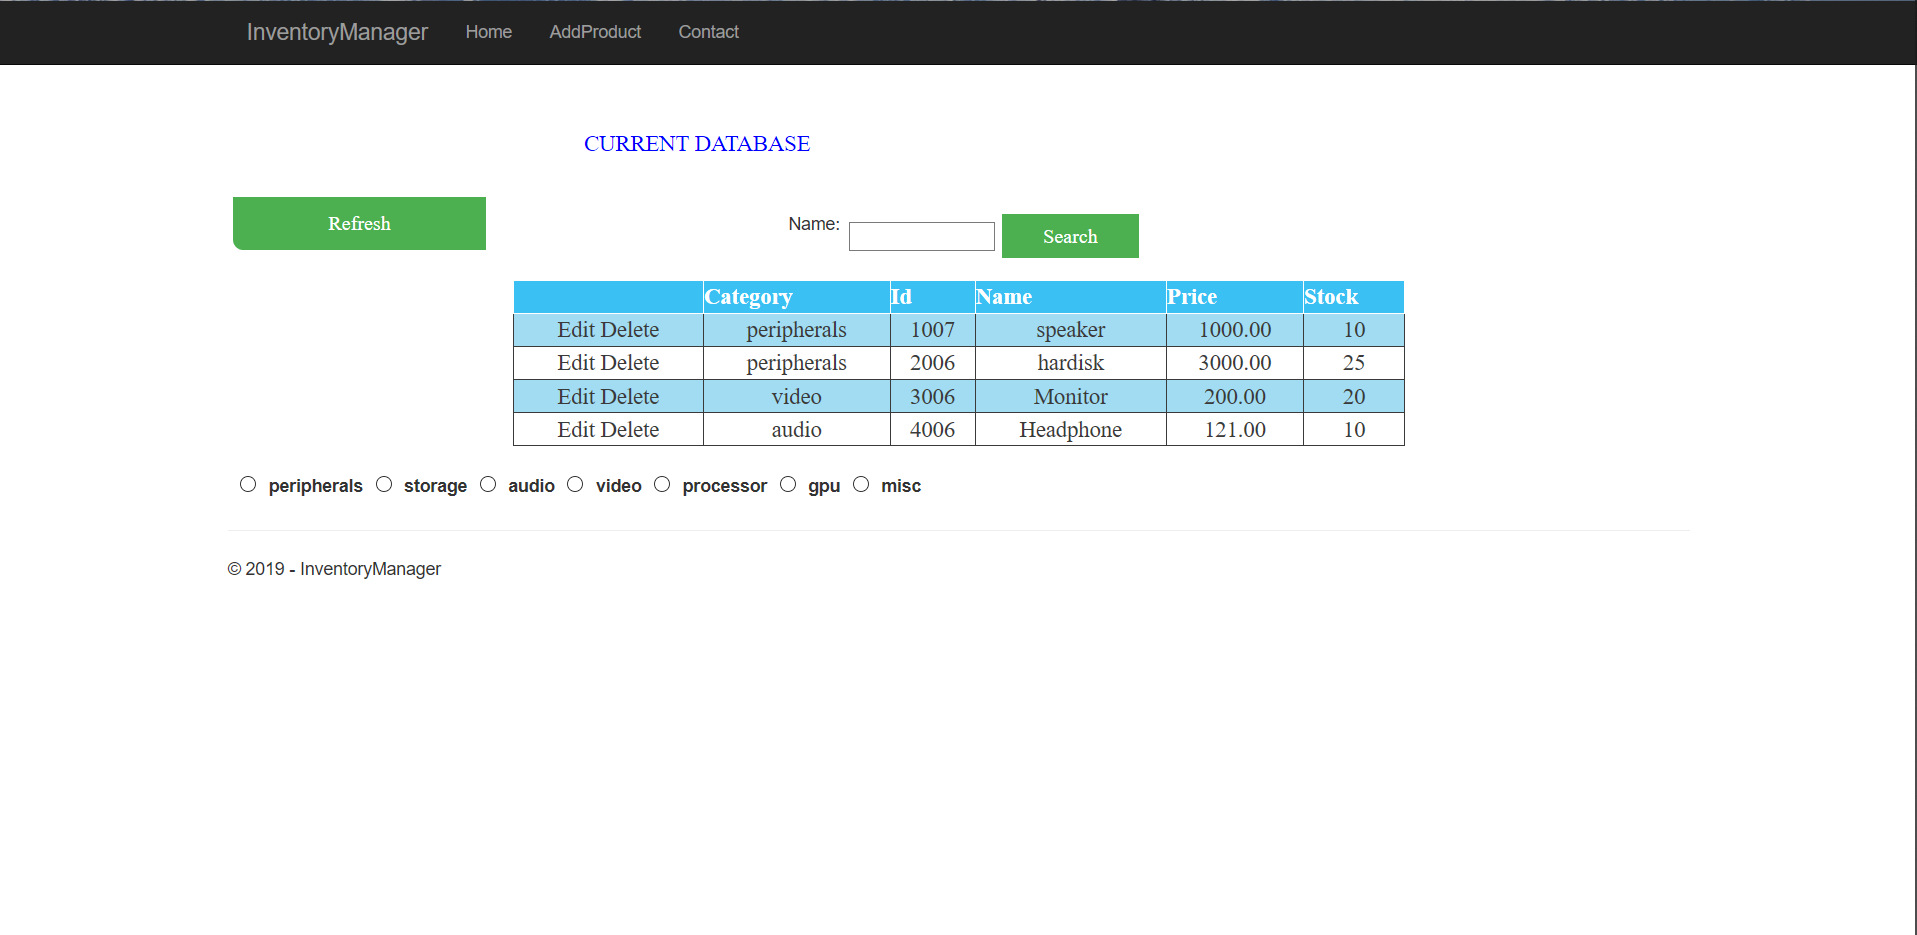 InventoryManager Home AddProduct Contact
CURRENT DATABASE
Refresh Name: Search
Category Id Name Price Stock
Edit Delete peripherals 1007 speaker 1000.00 10
Edit Delete peripherals 2006 hardisk 3000.00 25
Edit Delete video 3006 Monitor 200.00 20
Edit Delete audio 4006 Headphone 121.00 10
peripherals storage audio video processor gpu misc
© 2019 - InventoryManager